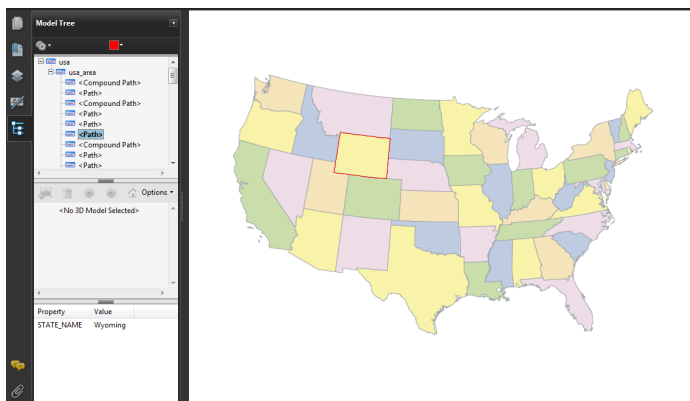 Model Tree
usa
usa_area
<Compound Path>
<Path>
<Compound Path>
<Path>
<Path>
<Path>
<Compound Path>
<Path>
<Path>
Options
<No 3D Model Selected>
Property Value
STATE_NAME Wyoming